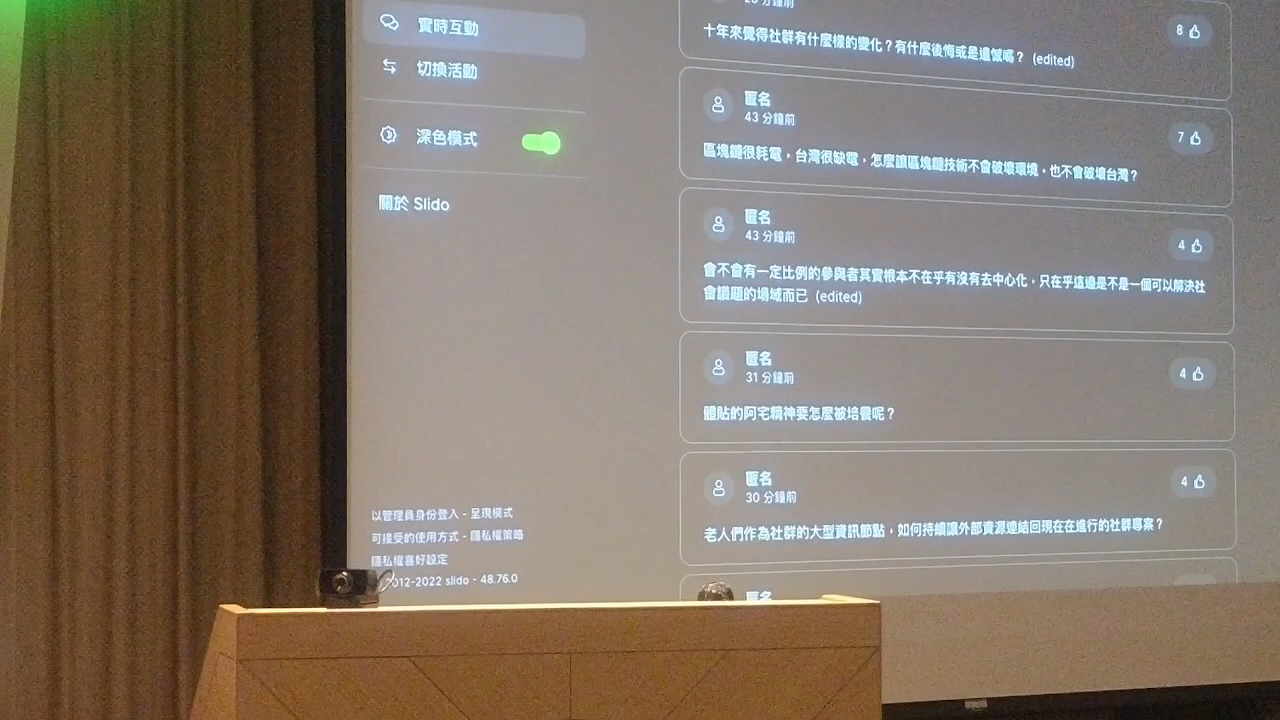 實時互動
切換活動
深色模式
關於 Slido
以管理員身份登入 - 呈現模式
可接受的使用方式 - 隱私權策略
隱私權喜好設定
012-2022 slido - 48.76.0
分鐘前
8
十年來覺得社群有什麼樣的變化？有什麼後悔或是遺憾嗎？ (edited)
匿名
43 分鐘前
7
區塊鏈很耗電，台灣很缺電，怎麼讓區塊鏈技術不會破壞環境，也不會破壞台灣？
匿名
43 分鐘前
4
會不會有一定比例的參與者其實根本不在乎有沒有去中心化，只在乎這邊是不是一個可以解決社
會議題的場域而已 (edited)
匿名
31 分鐘前
4
體貼的阿宅精神要怎麼被培養呢？
匿名
30 分鐘前
4
老人們作為社群的大型資訊節點，如何持續讓外部資源連結回現在在進行的社群專案？
匿名